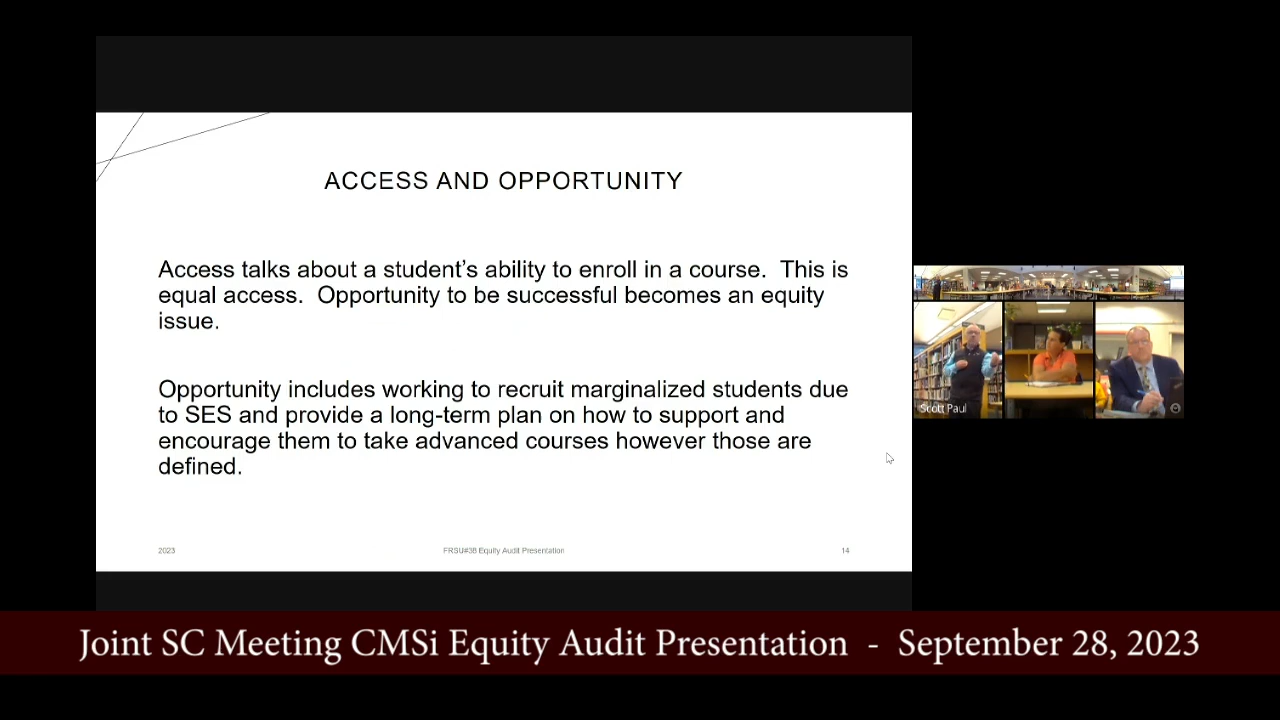 ACCESS AND OPPORTUNITY
Access talks about a student’s ability to enroll in a course.  This is
equal access.  Opportunity to be successful becomes an equity
issue.
Opportunity includes working to recruit marginalized students due
to SES and provide a long-term plan on how to support and
encourage them to take advanced courses however those are
defined.
2023
FRSU#38 Equity Audit Presentation
14
Scott Paul
Joint SC Meeting CMSi Equity Audit Presentation  -  September 28, 2023